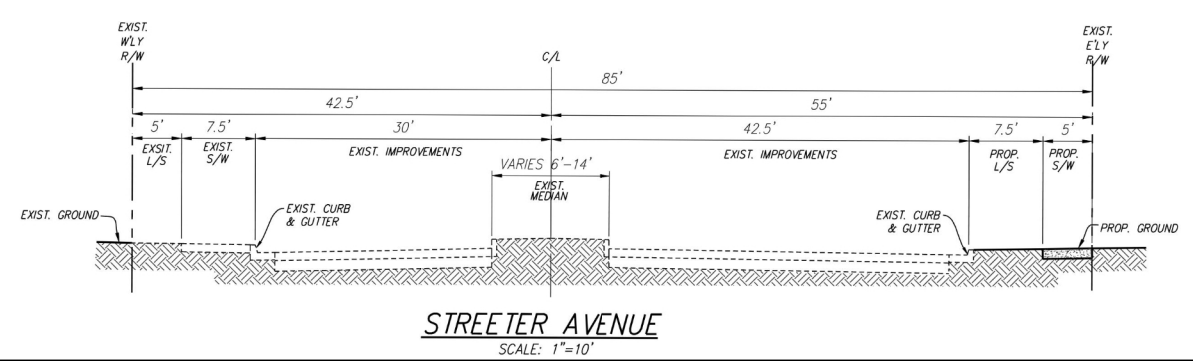 EXIST.
W'LY
R/W
C/L
EXIST.
E'LY
R/W
85'
42.5'
55'
5'
7.5'
30'
42.5'
7.5'
5'
EXSIT.
L/S
EXIST.
S/W
EXIST. IMPROVEMENTS
EXIST. IMPROVEMENTS
PROP.
L/S
PROP.
S/W
VARIES 6'-14'
EXIST.
MEDIAN
EXIST. GROUND
EXIST. CURB
& GUTTER
EXIST. CURB
& GUTTER
PROP. GROUND
STREETER AVENUE
SCALE: 1"=10'